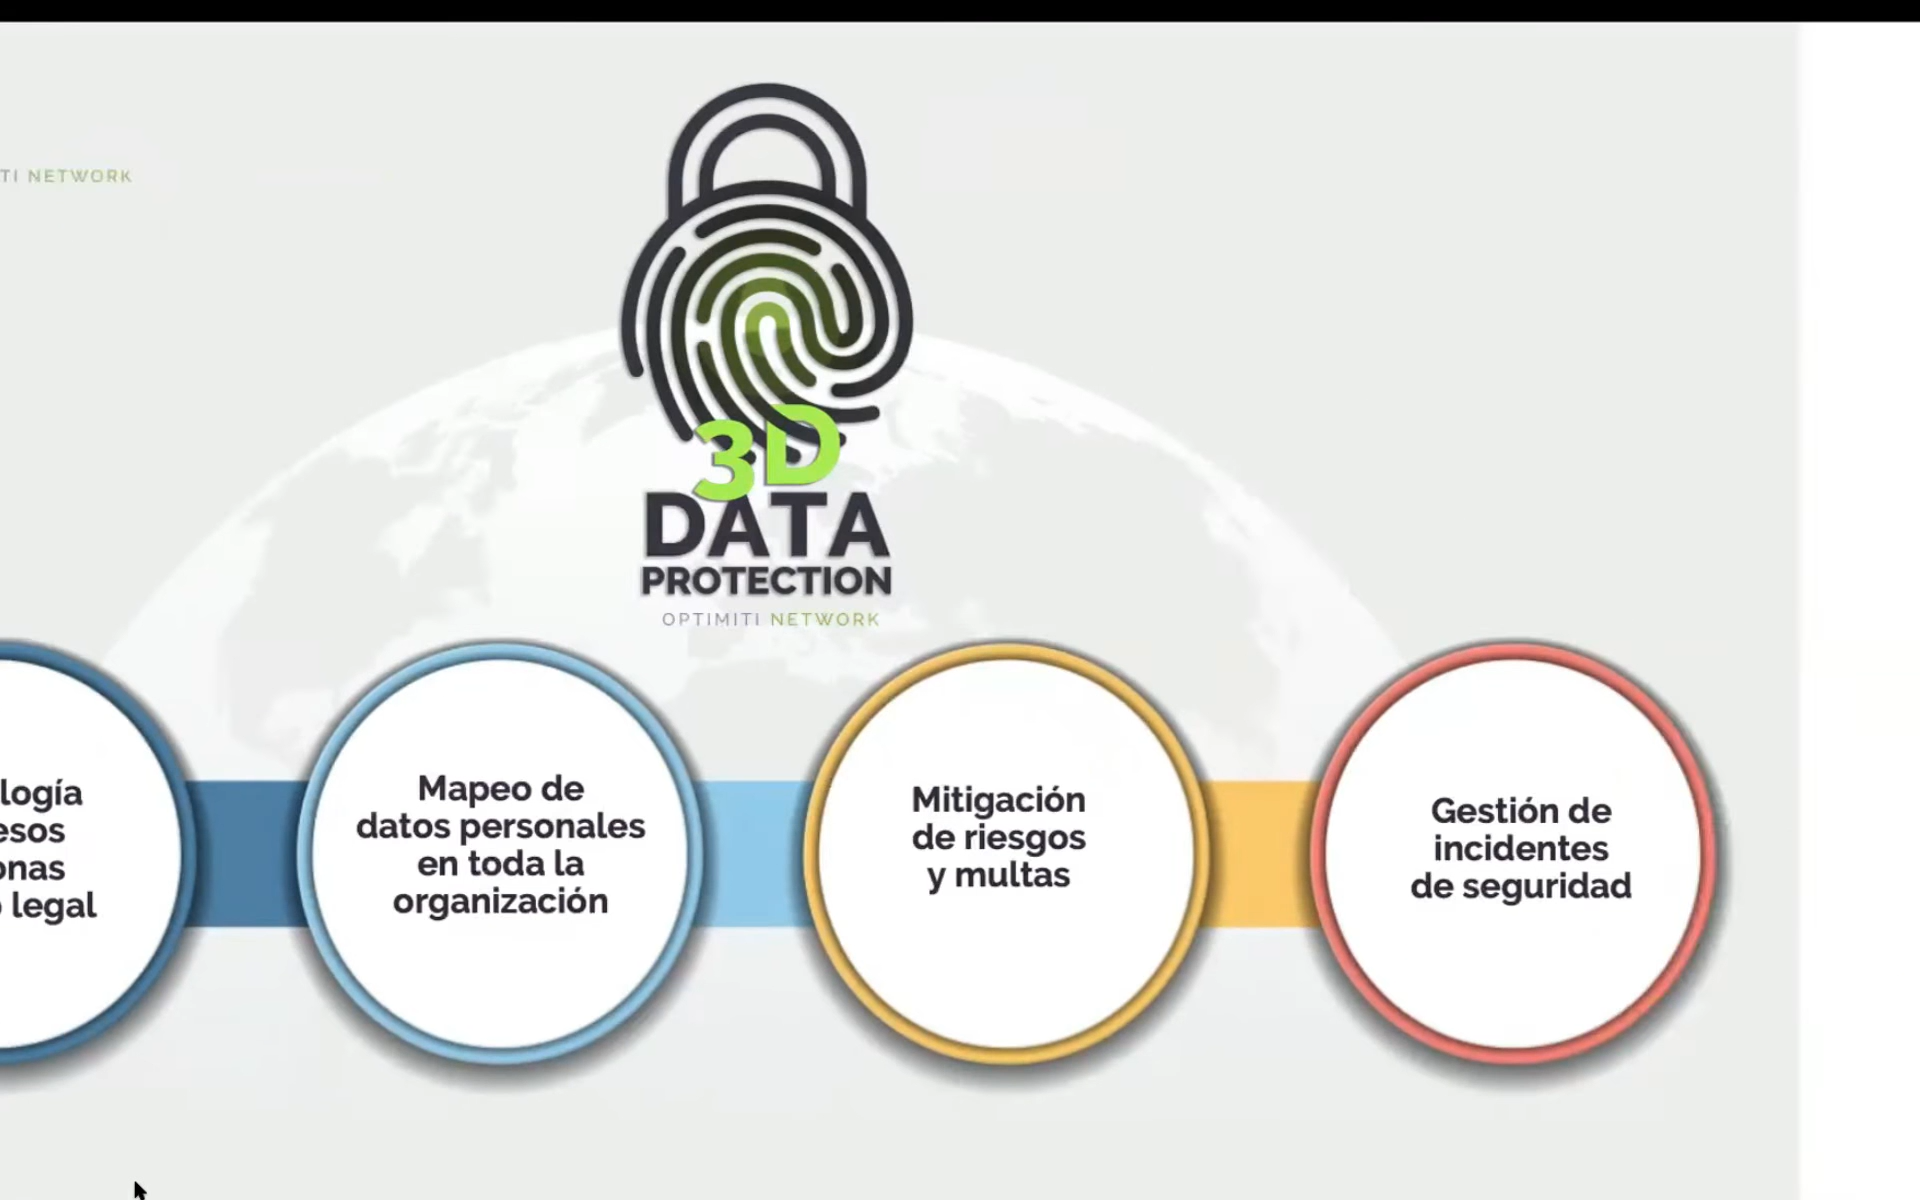 TI NETWORK
3D
DATA
PROTECTION
OPTIMITI NETWORK
logía
esos
onas
o legal
Mapeo de
datos personales
en toda la
organización
Mitigación
de riesgos
y multas
Gestión de
incidentes
de seguridad